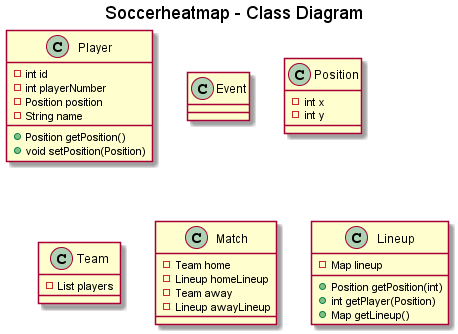 Soccerheatmap - Class Diagram
C Player
int id
int playerNumber
Position position
String name
Position getPosition()
void setPosition(Position)
C Event
C Position
int x
int y
C Team
List players
C Match
Team home
Lineup homeLineup
Team away
Lineup awayLineup
C Lineup
Map lineup
Position getPosition(int)
int getPlayer(Position)
Map getLineup()